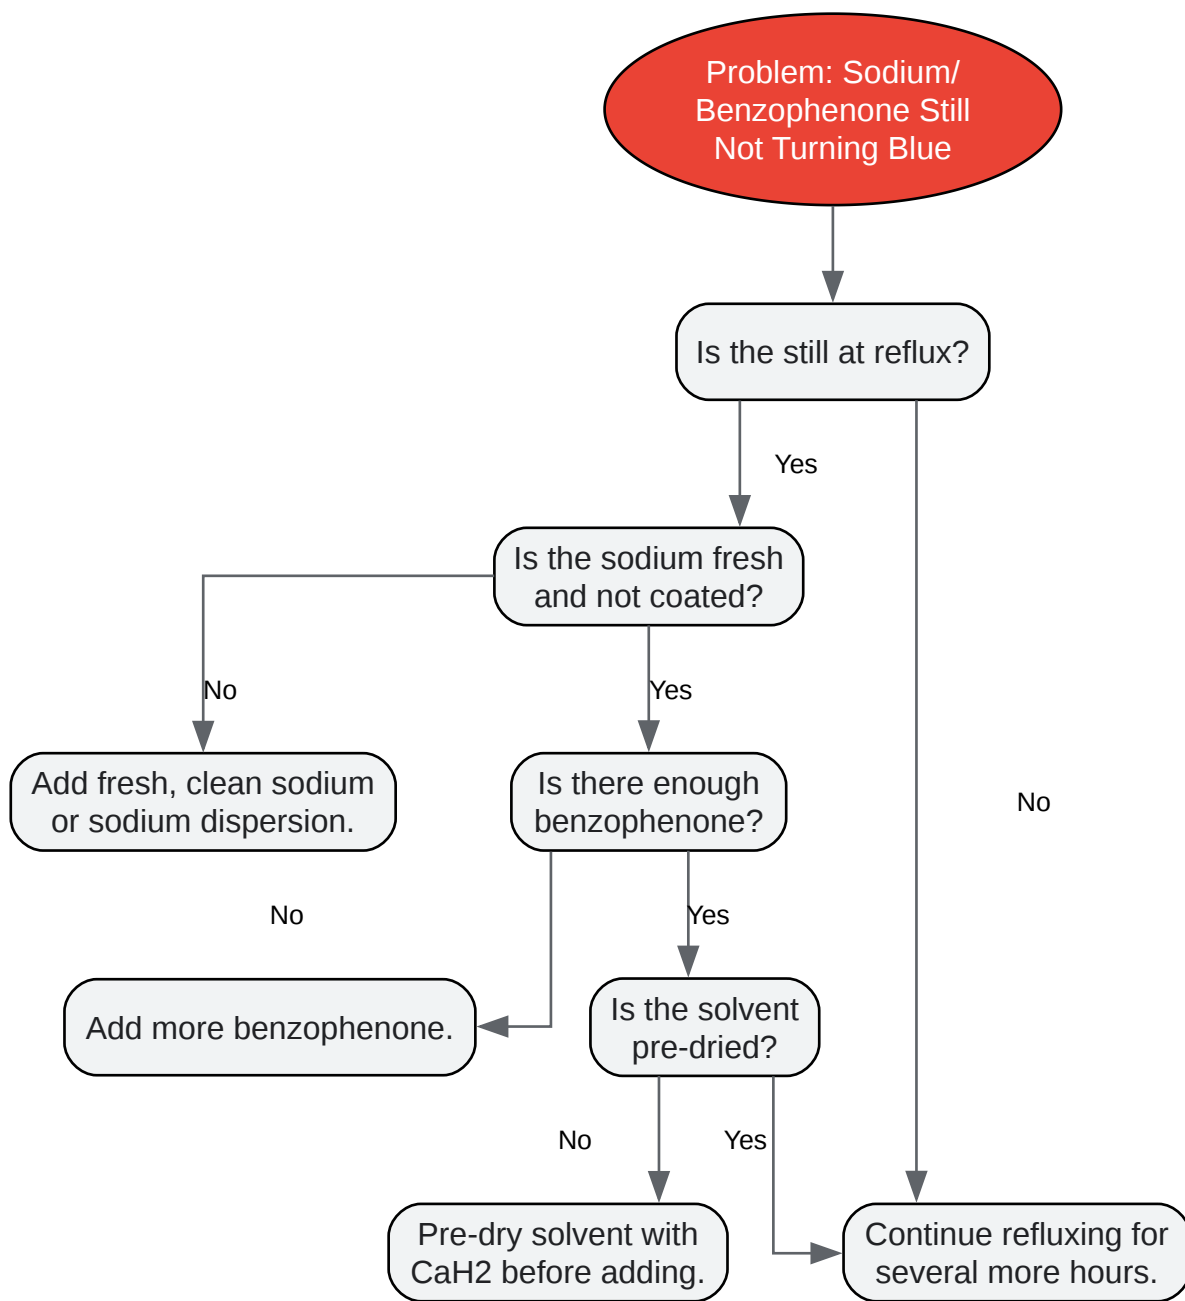 Problem: Sodium/
Benzophenone Still
Not Turning Blue
Is the still at reflux?
Yes
Is the sodium fresh
and not coated?
No
Yes
Add fresh, clean sodium
or sodium dispersion.
Is there enough
benzophenone?
No
No
Yes
Add more benzophenone.
Is the solvent
pre-dried?
No
Yes
Pre-dry solvent with
CaH2 before adding.
Continue refluxing for
several more hours.